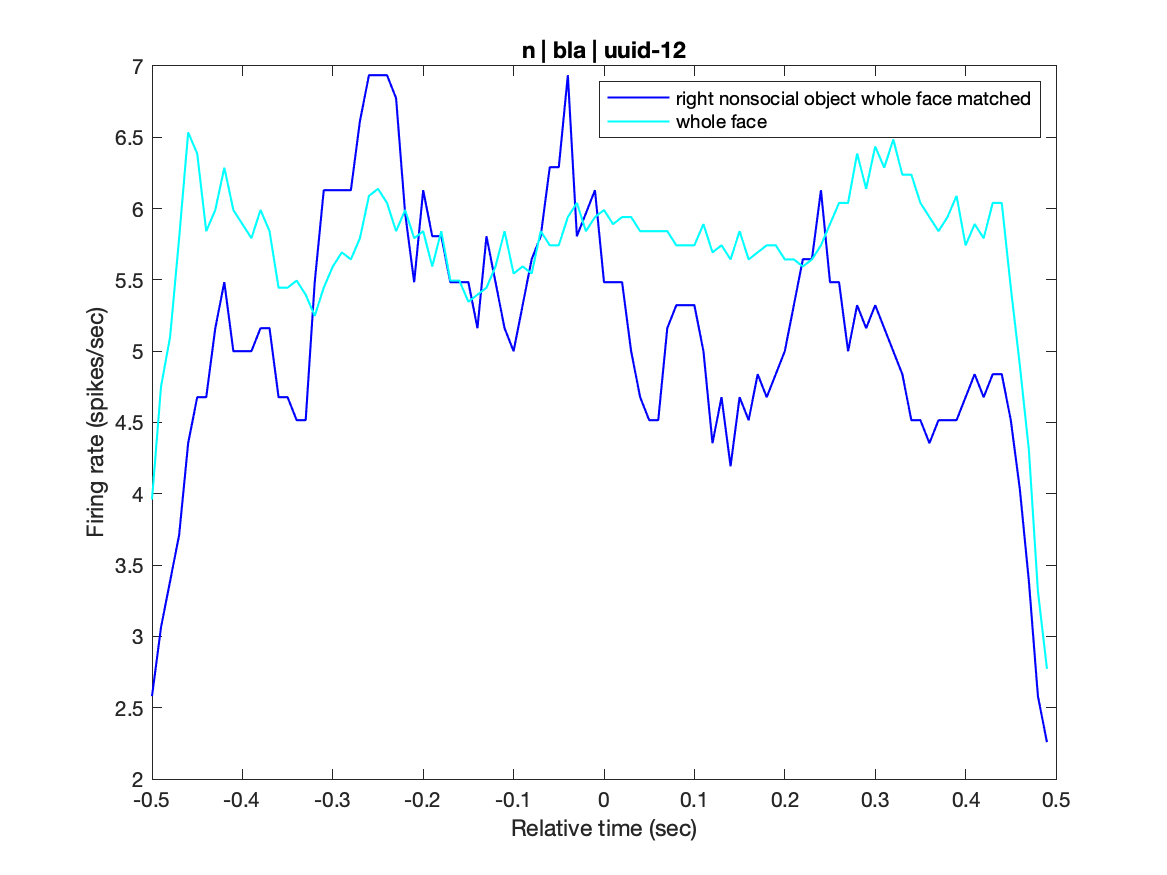 n | bla | uuid-12
right nonsocial object whole face matched
whole face
7
6.5
6
5.5
5
4.5
4
3.5
3
2.5
2
Firing rate (spikes/sec)
-0.5 -0.4 -0.3 -0.2 -0.1 0 0.1 0.2 0.3 0.4 0.5
Relative time (sec)